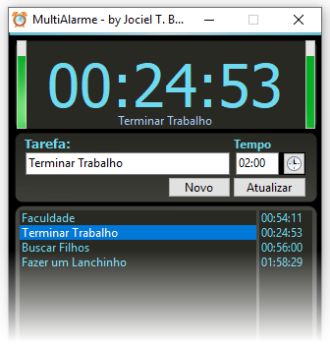 MultiAlarme - by Jociel T. B...
00:24:53
Terminar Trabalho
Tarefa: Tempo
Terminar Trabalho 02:00
Novo Atualizar
Faculdade 00:54:11
Terminar Trabalho 00:24:53
Buscar Filhos 00:56:00
Fazer um Lanchinho 01:58:29